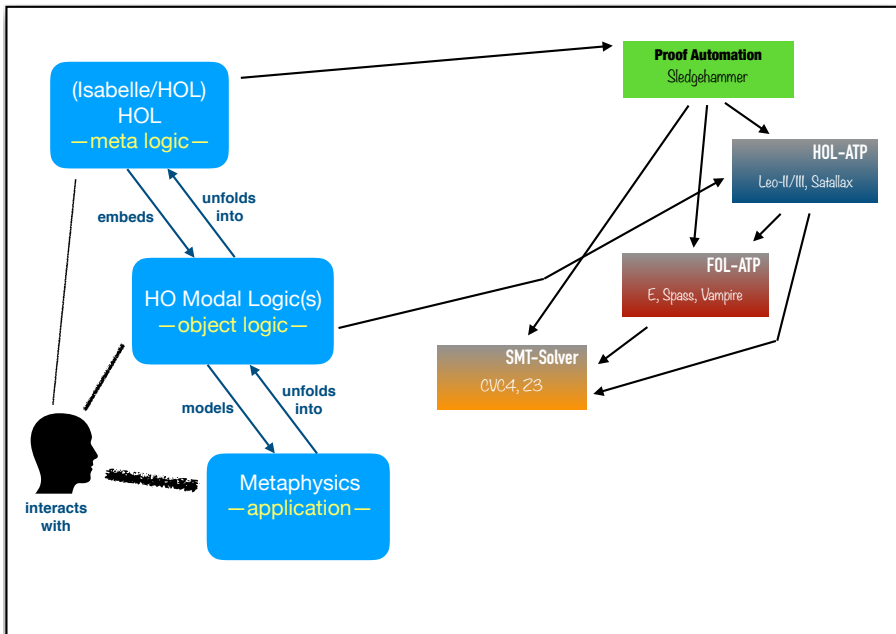 (Isabelle/HOL)
HOL
—meta logic—
embeds
unfolds
into
HO Modal Logic(s)
—object logic—
models
unfolds
into
Metaphysics
—application—
interacts
with
Proof Automation
Sledgehammer
HOL-ATP
Leo-II/III, Satallax
FOL-ATP
E, Spass, Vampire
SMT-Solver
CVC4, Z3